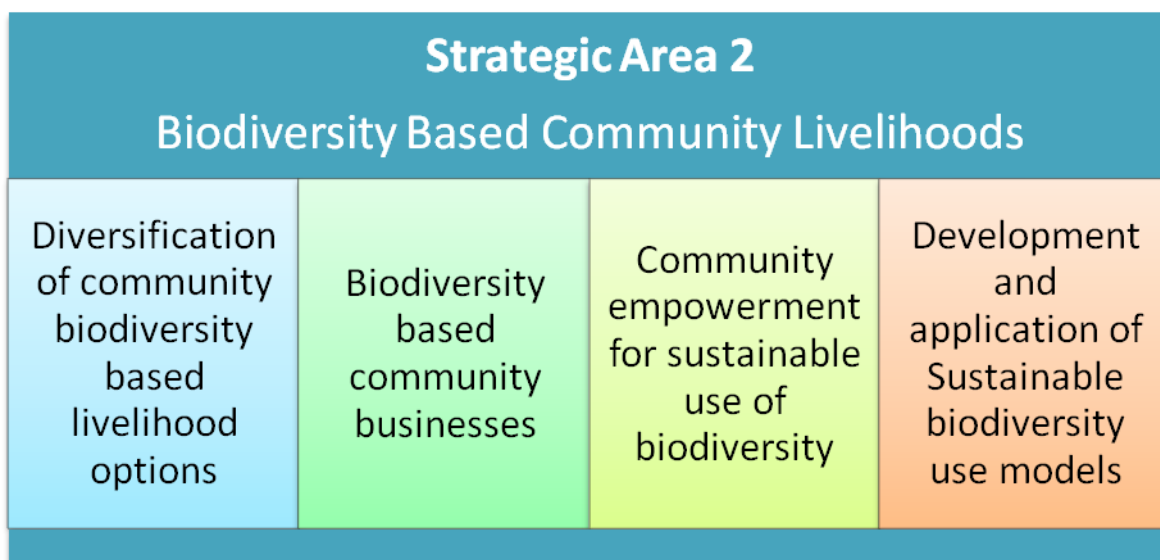 Strategic Area 2
Biodiversity Based Community Livelihoods
Diversification
of community
biodiversity
based
livelihood
options
Biodiversity
based
community
businesses
Community
empowerment
for sustainable
use of
biodiversity
Development
and
application of
Sustainable
biodiversity
use models